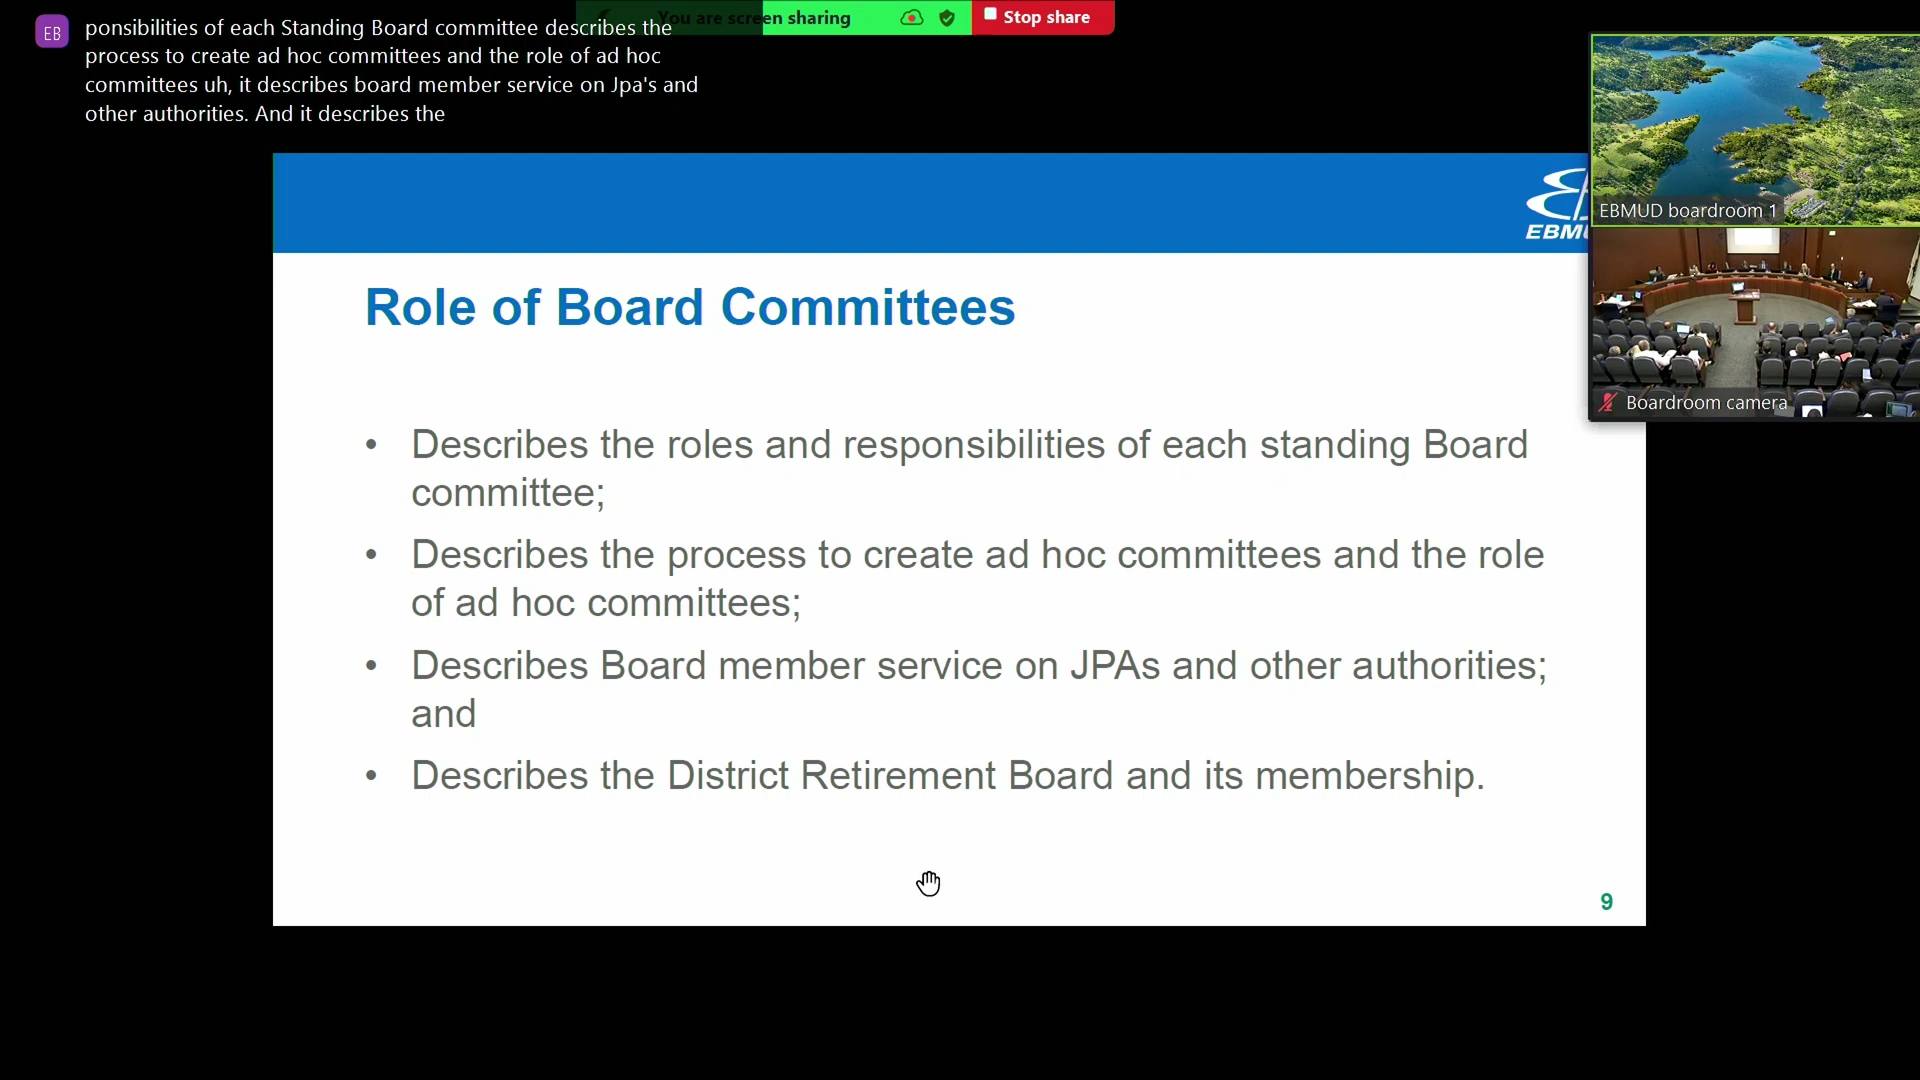 EB
ponsibilities of each Standing Board committee describes the
process to create ad hoc committees and the role of ad hoc
committees uh, it describes board member service on Jpa's and
other authorities. And it describes the
You are screen sharing
Stop share
EBMU
EBMUD boardroom 1
Boardroom camera
Role of Board Committees
• Describes the roles and responsibilities of each standing Board
committee;
• Describes the process to create ad hoc committees and the role
of ad hoc committees;
• Describes Board member service on JPAs and other authorities;
and
• Describes the District Retirement Board and its membership.
9